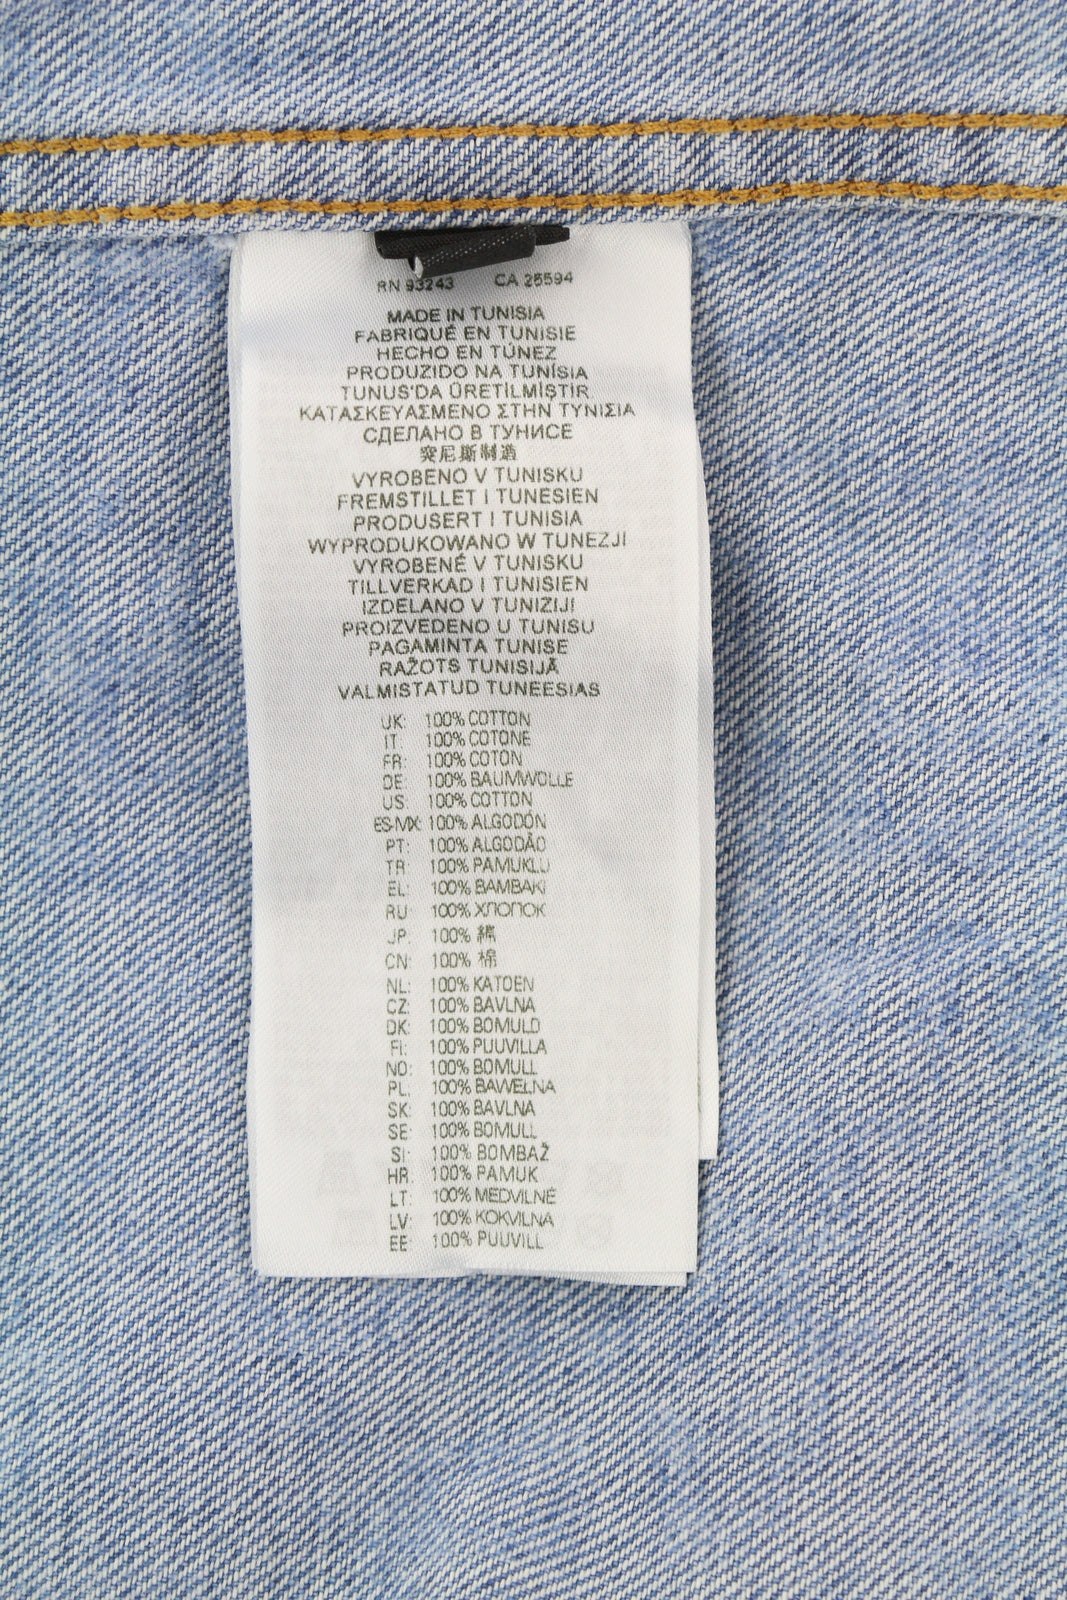 RN 93243 CA 25594
MADE IN TUNISIA
FABRIQUÉ EN TUNISIE
HECHO EN TÚNEZ
PRODUZIDO NA TUNÍSIA
TUNUS'DA ÜRETİLMİŞTİR
ΚΑΤΑΣΚΕΥΑΣΜΕΝΟ ΣΤΗΝ ΤΥΝΙΣΙΑ
СДЕЛАНО В ТУНИСЕ
突尼斯制造
VYROBENO V TUNISKU
FREMSTILLET I TUNESIEN
PRODUSERT I TUNISIA
WYPRODUKOWANO W TUNEZJI
VYROBENÉ V TUNISKU
TILLVERKAD I TUNISIEN
IZDELANO V TUNIZIJI
PROIZVEDENO U TUNISU
PAGAMINTA TUNISE
RAŽOTS TUNISIJĀ
VALMISTATUD TUNEESIAS
UK: 100% COTTON
IT: 100% COTONE
FR: 100% COTON
DE: 100% BAUMWOLLE
US: 100% COTTON
ES-MX: 100% ALGODÓN
PT: 100% ALGODÃO
TR: 100% PAMUKLU
EL: 100% ΒΑΜΒΑΚΙ
RU: 100% ХЛОПОК
JP: 100% 綿
CN: 100% 棉
NL: 100% KATOEN
CZ: 100% BAVLNA
DK: 100% BOMULD
FI: 100% PUUVILLA
NO: 100% BOMULL
PL: 100% BAWEŁNA
SK: 100% BAVLNA
SE: 100% BOMULL
SI: 100% BOMBAŽ
HR: 100% PAMUK
LT: 100% MEDVILNĖ
LV: 100% KOKVILNA
EE: 100% PUUVILL